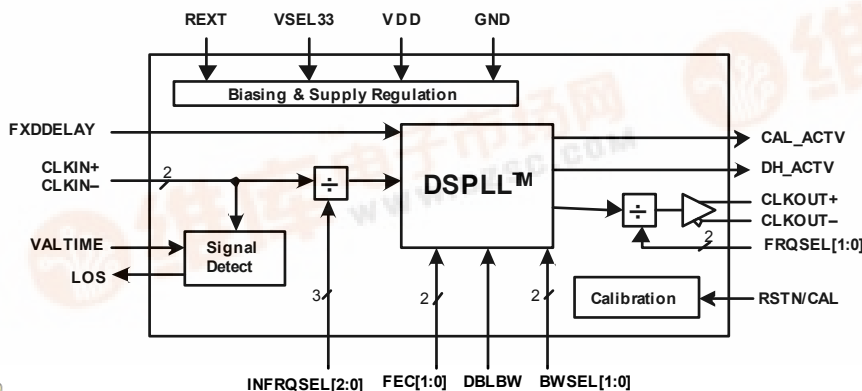 REXT VSEL33 VDD GND
Biasing & Supply Regulation
FXDDELAY
CAL_ACTV
CLKIN+
CLKIN–
2
÷
DSPLL™
DH_ACTV
÷
CLKOUT+
CLKOUT–
2
FRQSEL[1:0]
VALTIME
LOS
Signal
Detect
3
2
2
Calibration
RSTN/CAL
INFRQSEL[2:0] FEC[1:0] DBLBW BWSEL[1:0]